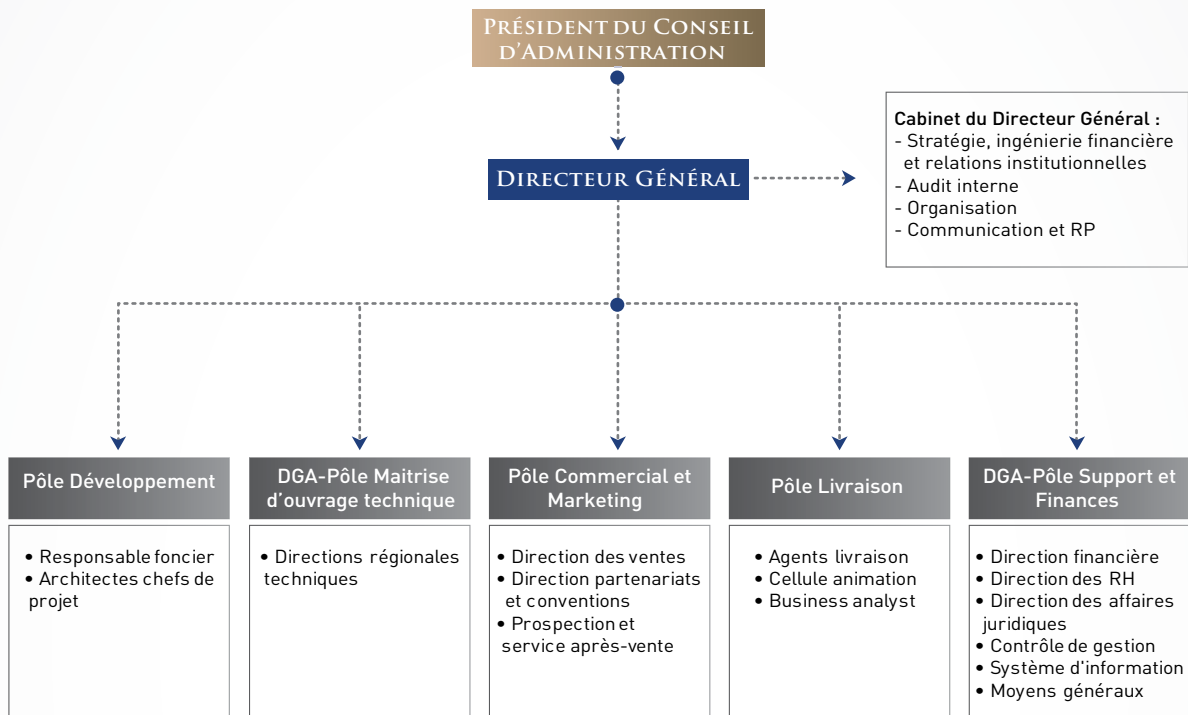 PRÉSIDENT DU CONSEIL
D'ADMINISTRATION
DIRECTEUR GÉNÉRAL
Cabinet du Directeur Général :
- Stratégie, ingénierie financière
et relations institutionnelles
- Audit interne
- Organisation
- Communication et RP
Pôle Développement
• Responsable foncier
• Architectes chefs de
projet
DGA-Pôle Maitrise
d'ouvrage technique
• Directions régionales
techniques
Pôle Commercial et
Marketing
• Direction des ventes
• Direction partenariats
et conventions
• Prospection et
service après-vente
Pôle Livraison
• Agents livraison
• Cellule animation
• Business analyst
DGA-Pôle Support et
Finances
• Direction financière
• Direction des RH
• Direction des affaires
juridiques
• Contrôle de gestion
• Système d'information
• Moyens généraux